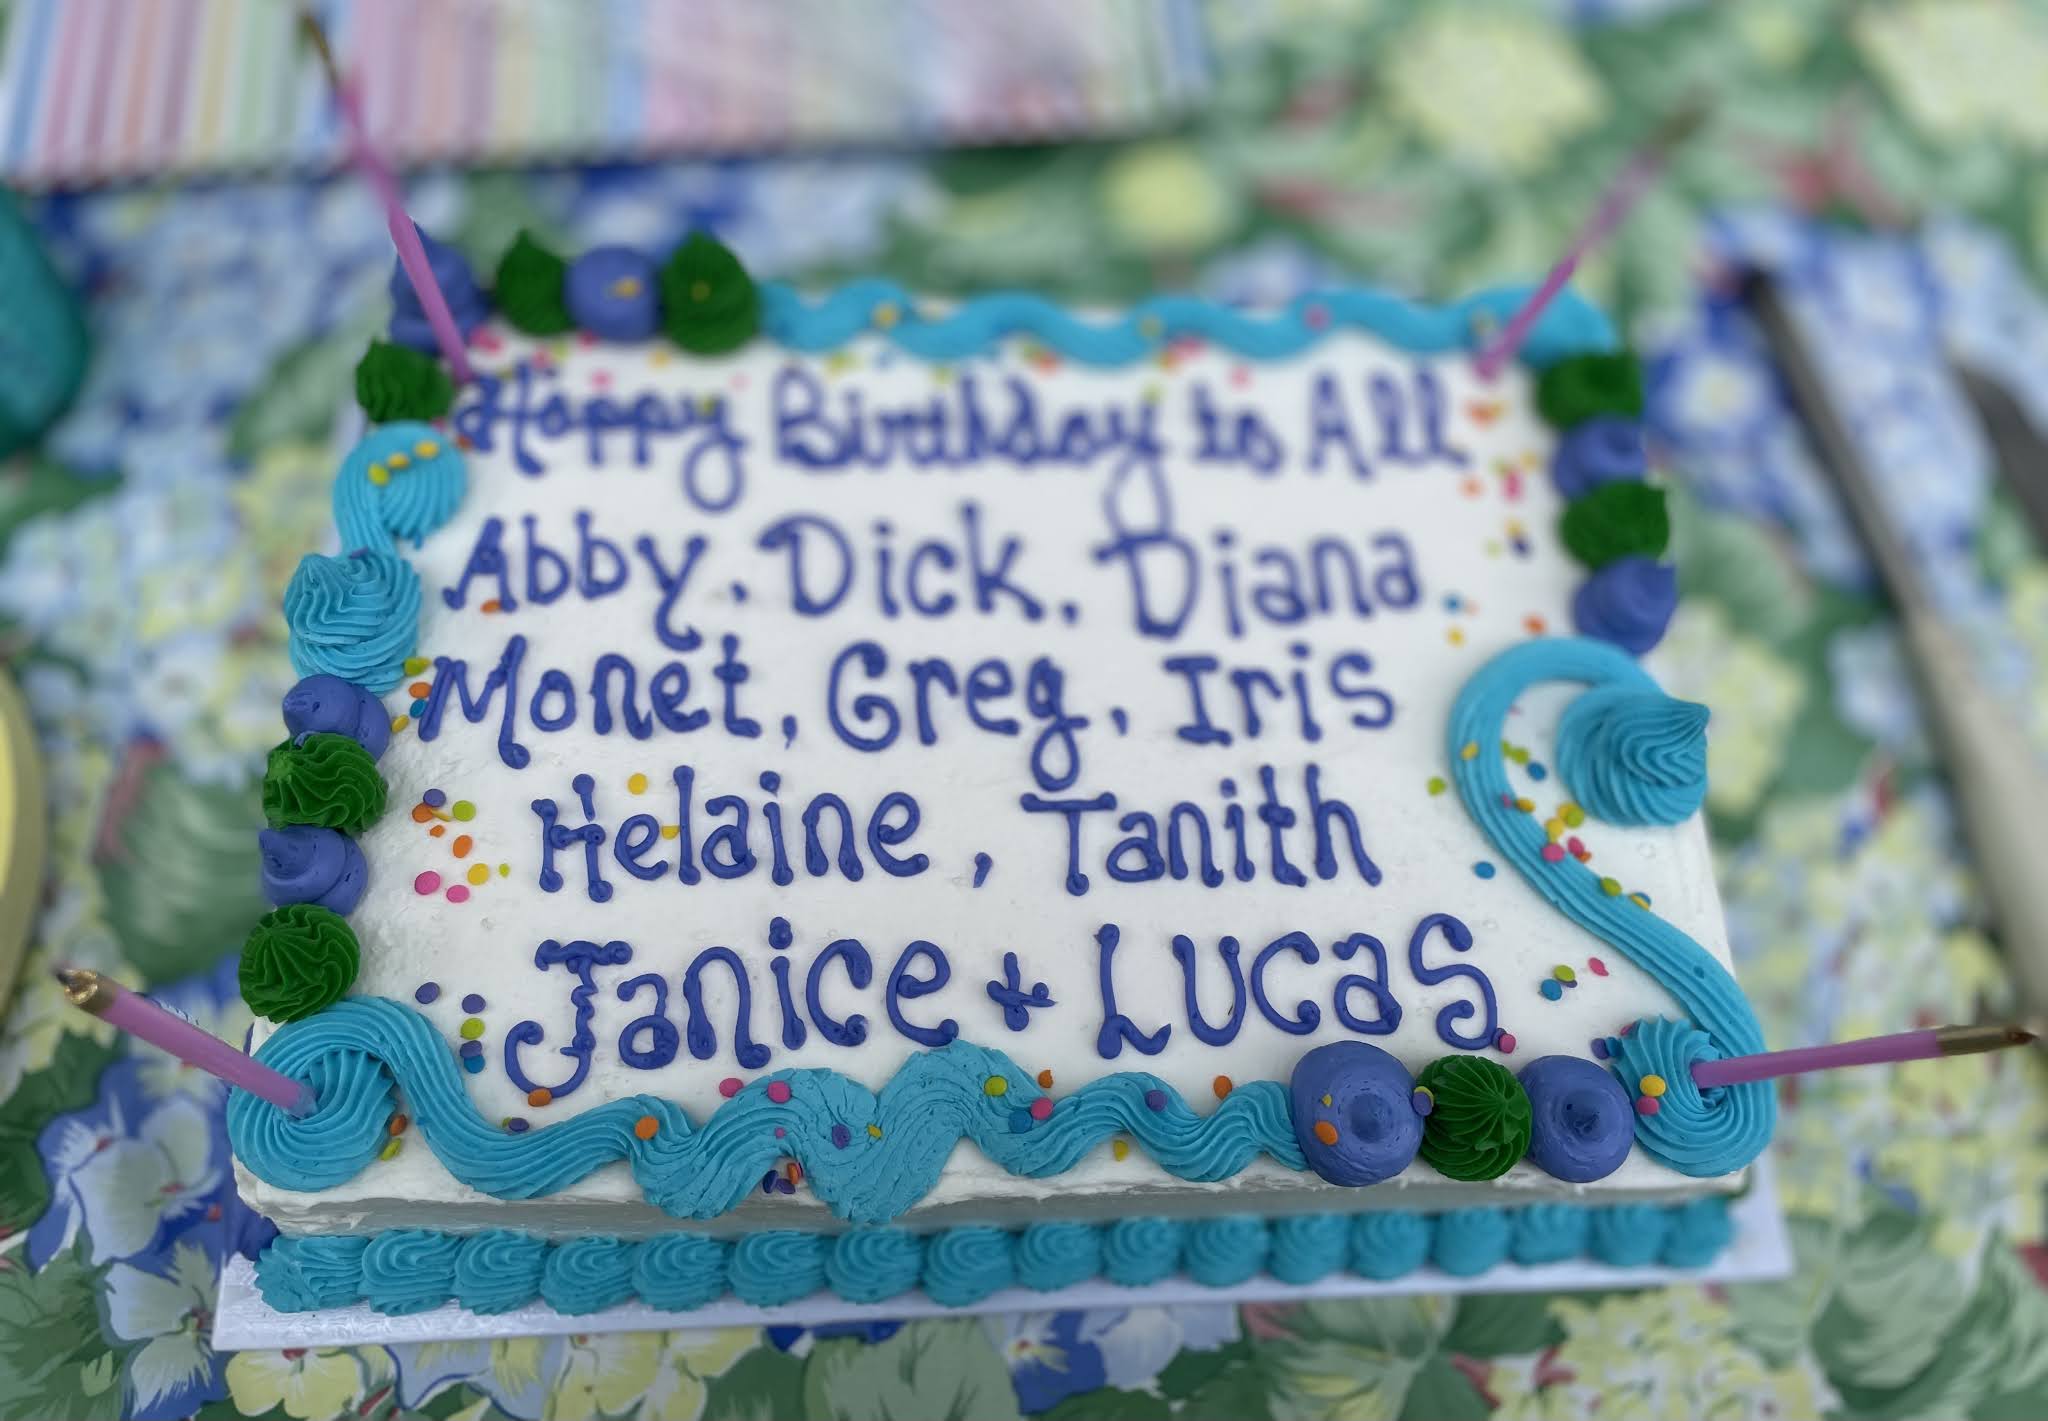 Happy Birthday to All
Abby, Dick, Diana
Monet, Greg, Iris
Helaine, Tanith
Janice + Lucas